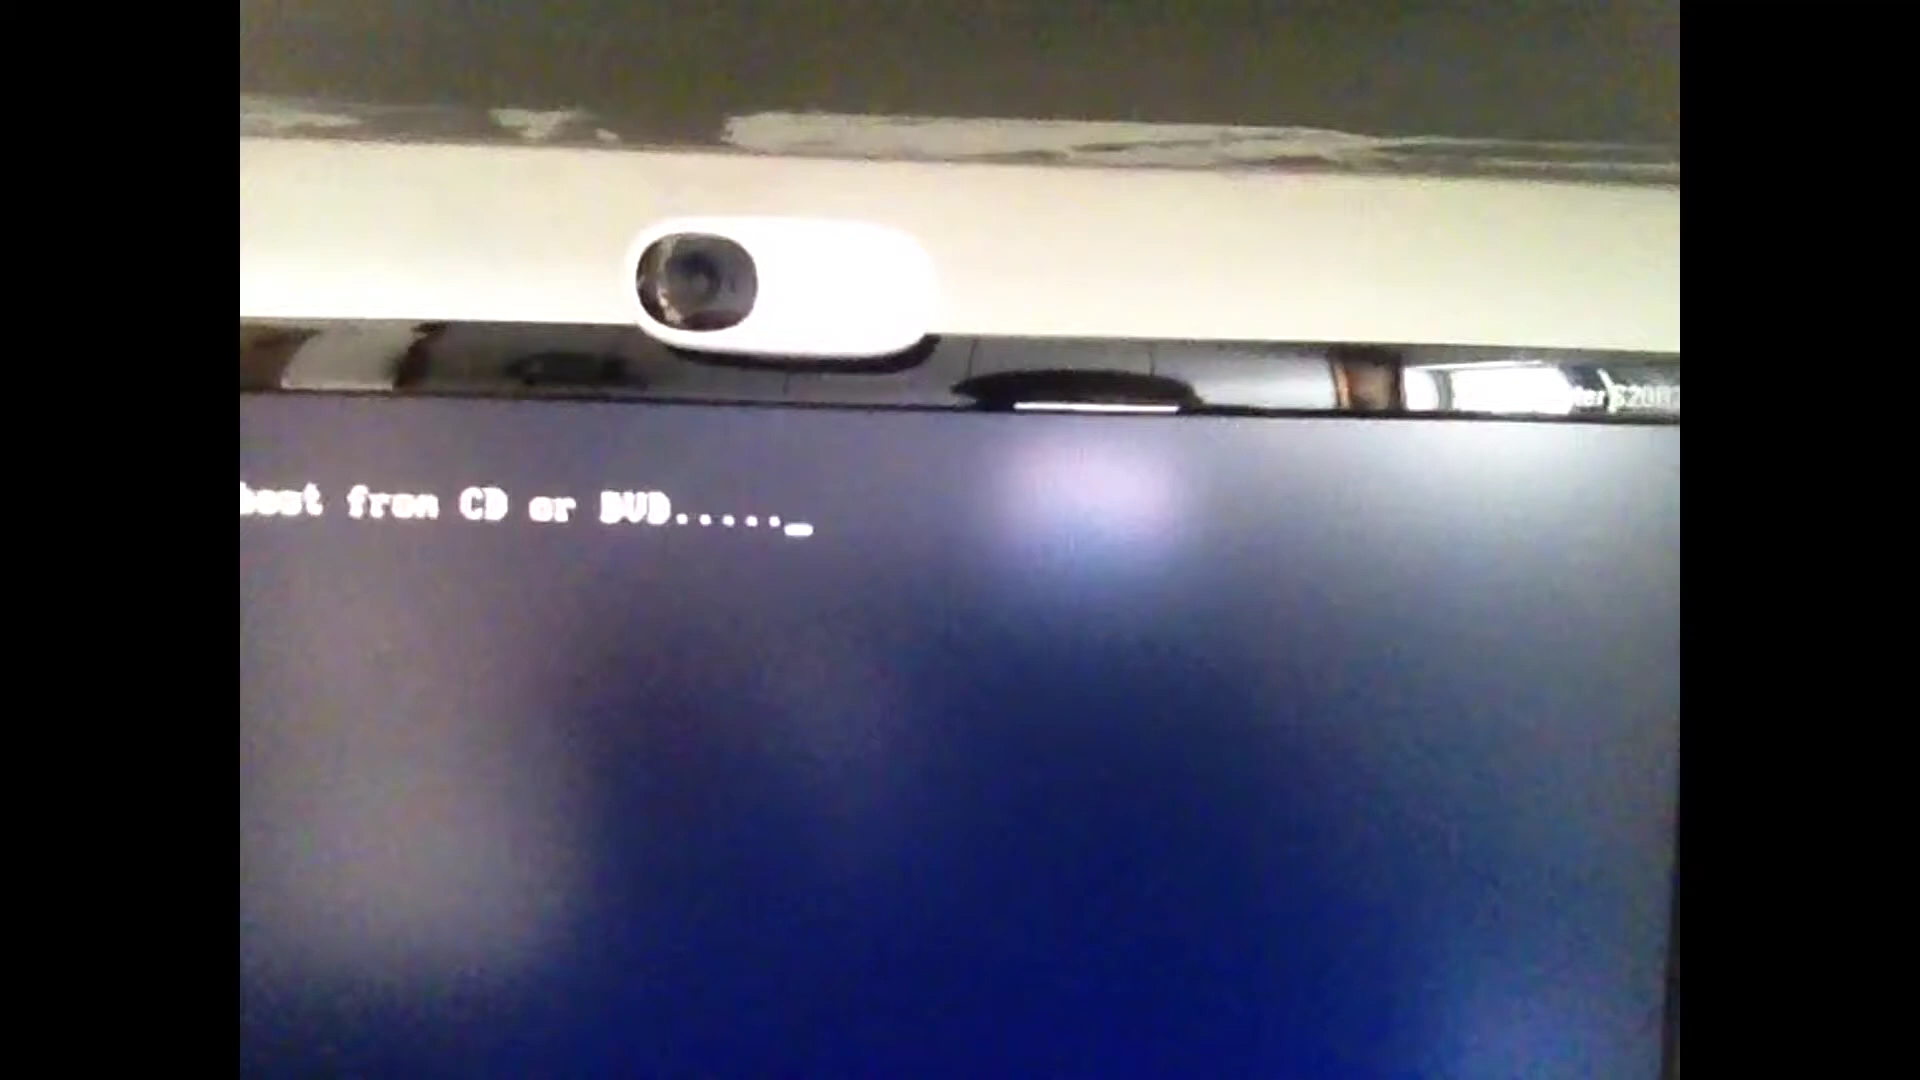 boot from CD or DVD.....